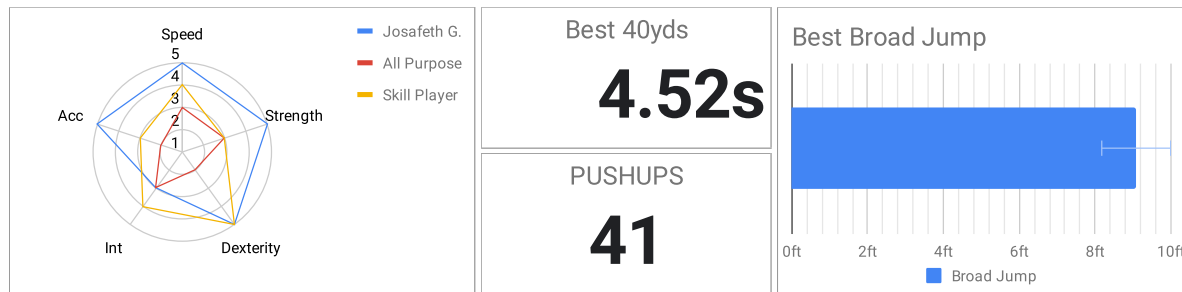 Speed
5
4
3
2
1
Acc
Strength
Int
Dexterity
Josafeth G.
All Purpose
Skill Player
Best 40yds
4.52s
PUSHUPS
41
Best Broad Jump
0ft 2ft 4ft 6ft 8ft 10ft
Broad Jump